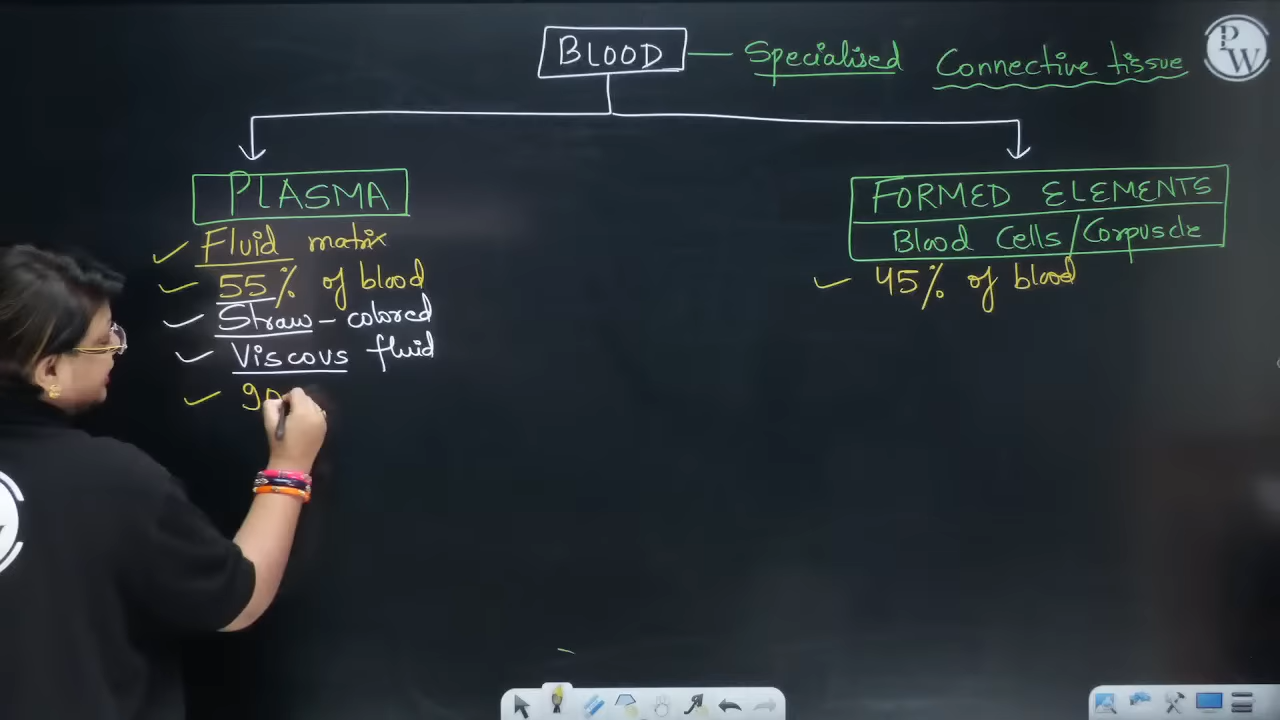 BLOOD — Specialised Connective tissue
PW
PLASMA
Fluid matrix
55% of blood
Straw - colored
Viscous fluid
90
FORMED ELEMENTS
Blood Cells/Corpuscle
45% of blood